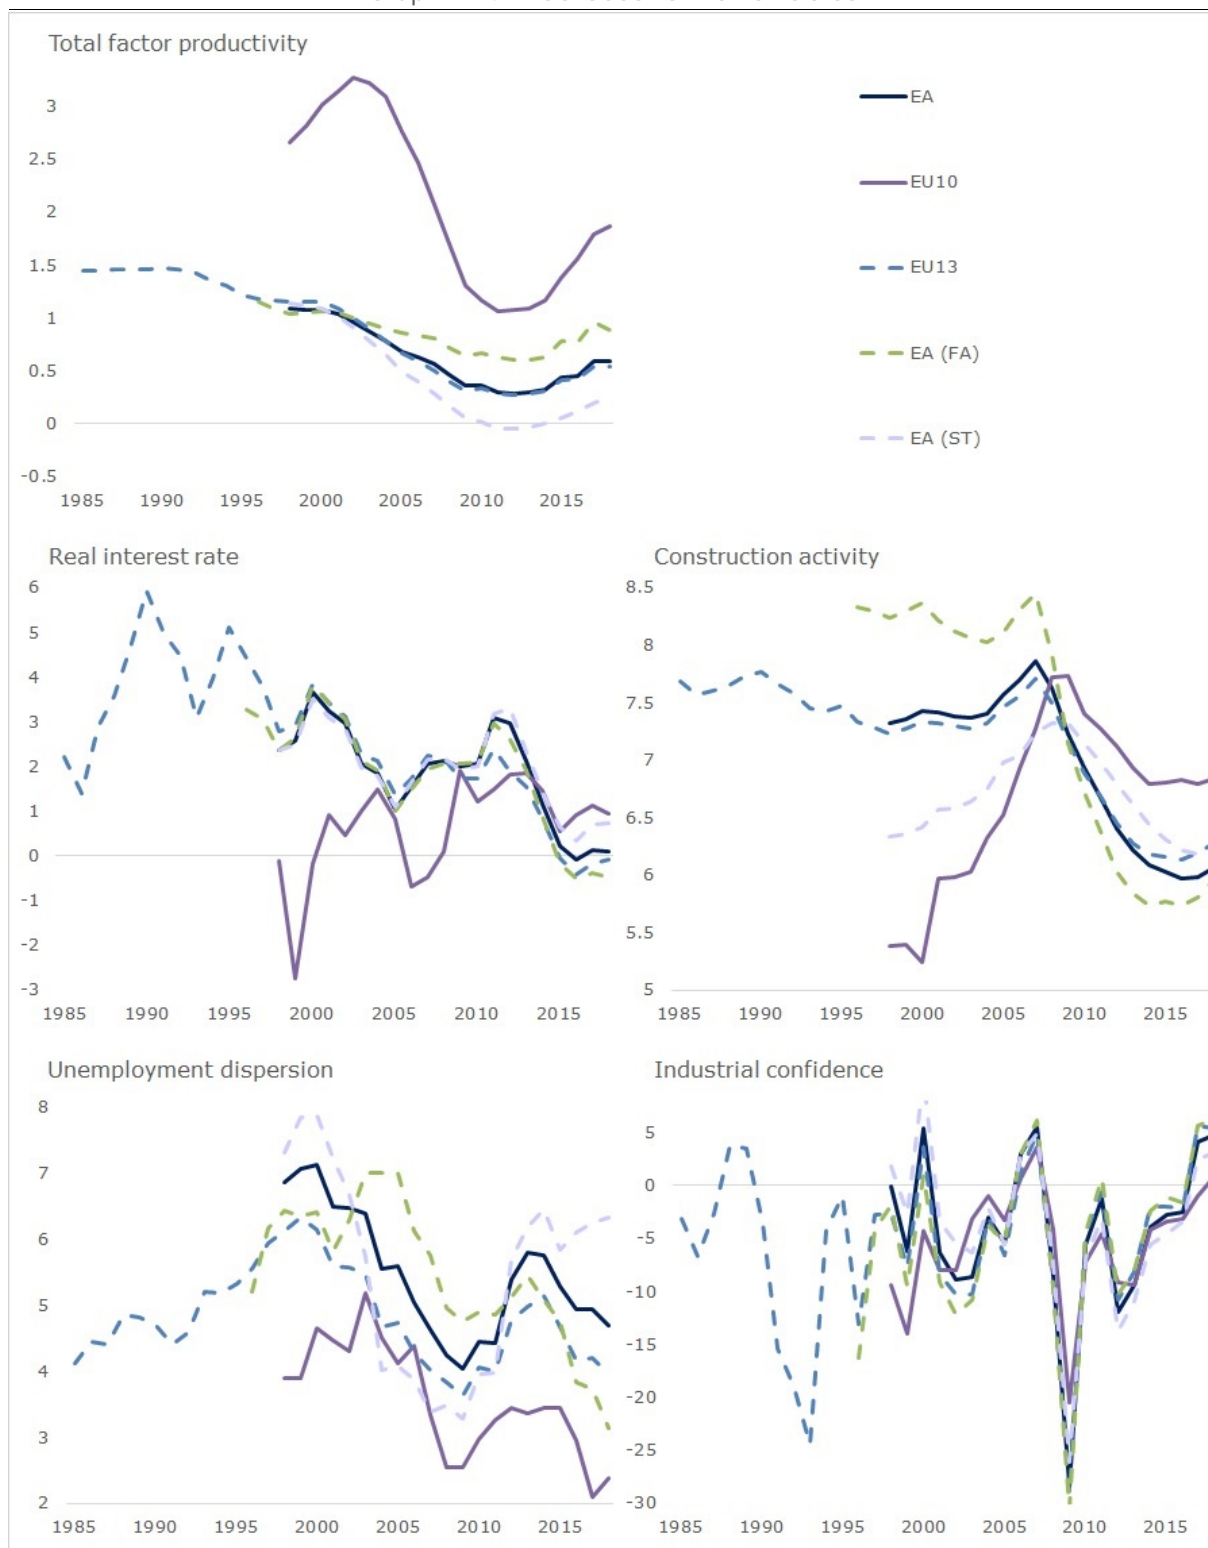 Total factor productivity
3
2.5
2
1.5
1
0.5
0
-0.5
1985 1990 1995 2000 2005 2010 2015
EA
EU10
EU13
EA (FA)
EA (ST)
Real interest rate
6
5
4
3
2
1
0
-1
-2
-3
1985 1990 1995 2000 2005 2010 2015
Construction activity
8.5
8
7.5
7
6.5
6
5.5
5
1985 1990 1995 2000 2005 2010 2015
Unemployment dispersion
8
7
6
5
4
3
2
1985 1990 1995 2000 2005 2010 2015
Industrial confidence
5
0
-5
-10
-15
-20
-25
-30
1985 1990 1995 2000 2005 2010 2015